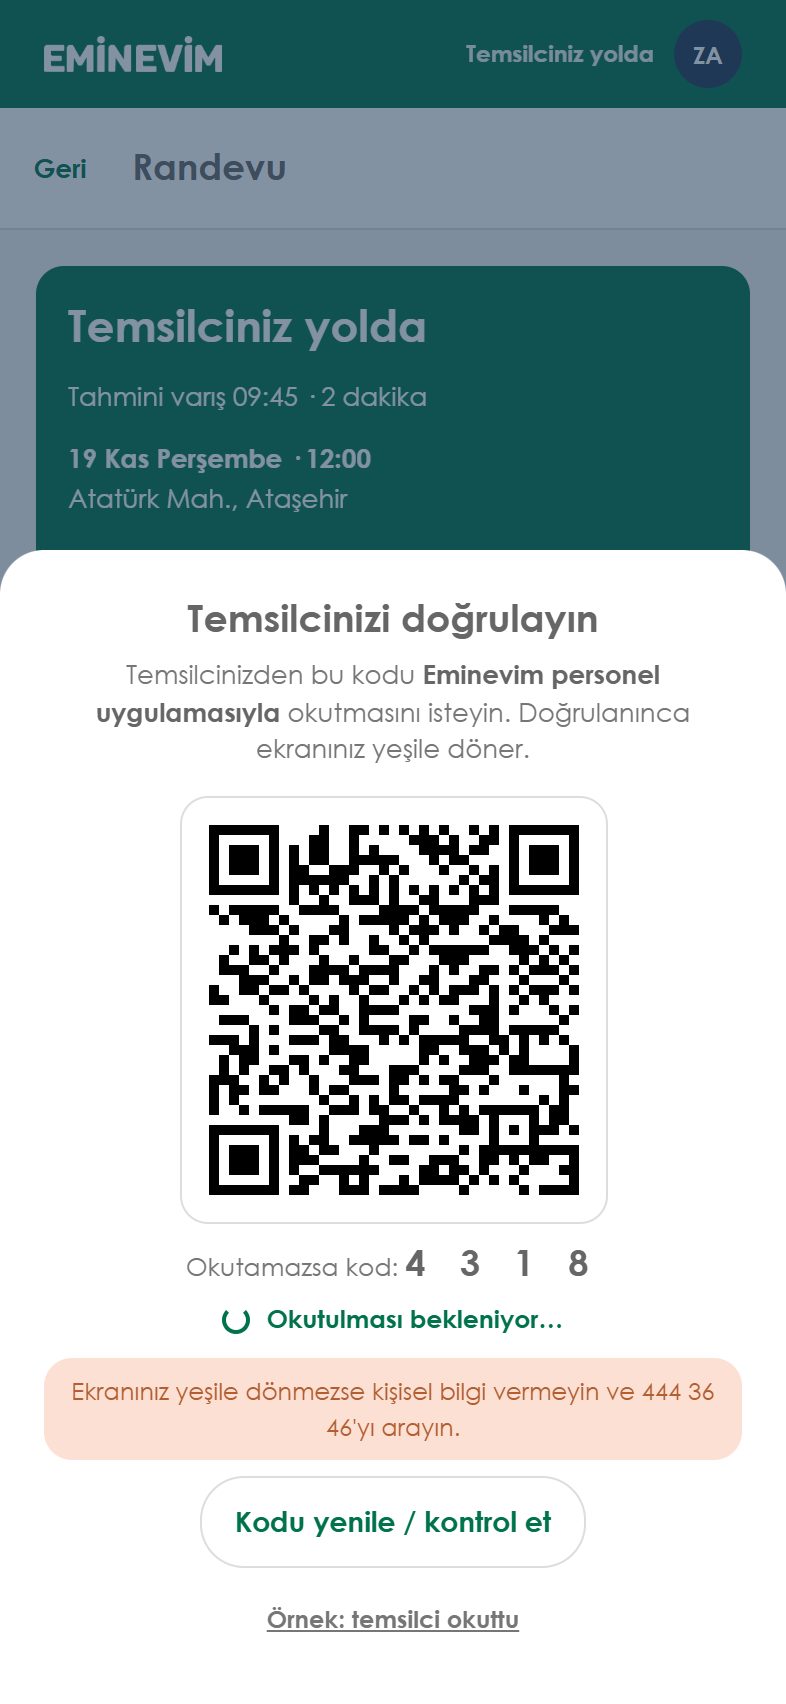 EMİNEVİM
Temsilciniz yolda
ZA
Geri
Randevu
Temsilciniz yolda
Tahmini varış 09:45 · 2 dakika
19 Kas Perşembe · 12:00
Atatürk Mah., Ataşehir
Temsilcinizi doğrulayın
Temsilcinizden bu kodu Eminevim personel
uygulamasıyla okutmasını isteyin. Doğrulanınca
ekranınız yeşile döner.
Okutamazsa kod: 4 3 1 8
Okutulması bekleniyor…
Ekranınız yeşile dönmezse kişisel bilgi vermeyin ve 444 36
46'yı arayın.
Kodu yenile / kontrol et
Örnek: temsilci okuttu